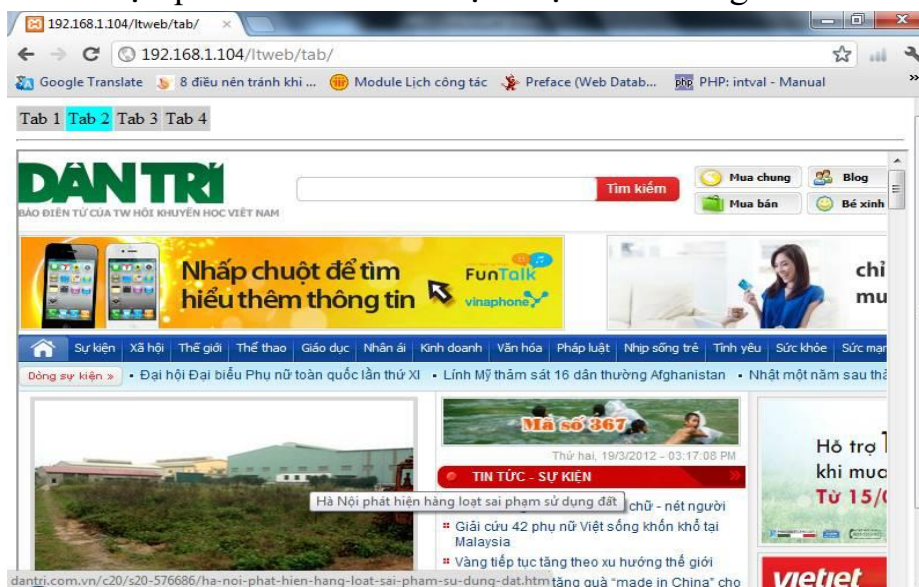 192.168.1.104/ltweb/tab/
192.168.1.104/ltweb/tab/
Google Translate 8 điều nên tránh khi ... Module Lịch công tác Preface (Web Datab... PHP: intval - Manual
Tab 1 Tab 2 Tab 3 Tab 4
DÂN TRÍ
BÁO ĐIỆN TỬ CỦA TW HỘI KHUYẾN HỌC VIỆT NAM
Tìm kiếm
Mua chung Blog
Mua bán Bé xinh
Nhấp chuột để tìm
hiểu thêm thông tin
FunTalk
vinaphone
chỉ
mu
Sự kiện Xã hội Thế giới Thể thao Giáo dục Nhân ái Kinh doanh Văn hóa Pháp luật Nhịp sống trẻ Tình yêu Sức khỏe Sức mạn
Dòng sự kiện » • Đại hội Đại biểu Phụ nữ toàn quốc lần thứ XI • Lính Mỹ thảm sát 16 dân thường Afghanistan • Nhật một năm sau thả
Mã số 367
Thứ hai, 19/3/2012 - 03:17:08 PM
TIN TỨC - SỰ KIỆN
Hà Nội phát hiện hàng loạt sai phạm sử dụng đất
chữ - nét người
Giải cứu 42 phụ nữ Việt sống khốn khổ tại
Malaysia
Vàng tiếp tục tăng theo xu hướng thế giới
tặng quà "made in China" cho
Hỗ trợ 1
khi mua
Từ 15/
vietjet
dantri.com.vn/c20/s20-576686/ha-noi-phat-hien-hang-loat-sai-pham-su-dung-dat.htm